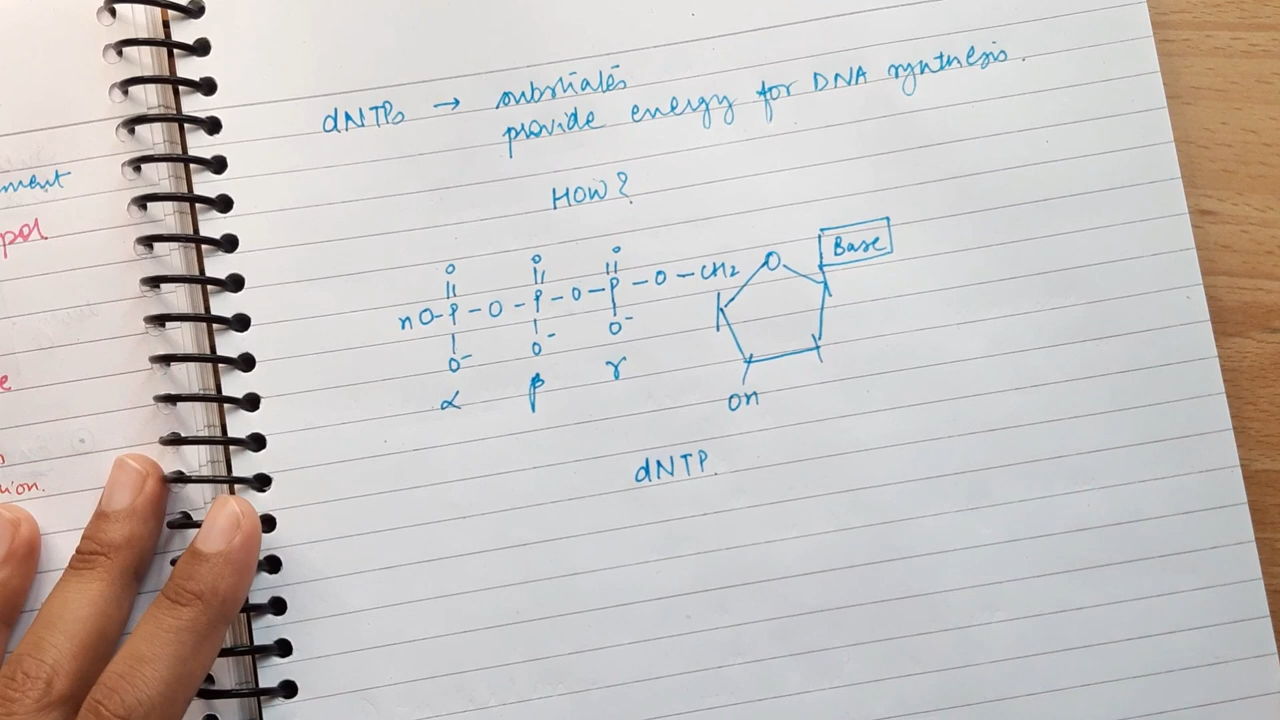 ment
pol
e
ion.
dNTPs → substrates
provide energy for DNA synthesis.
HOW?
O O O
HO-P-O-P-O-P-O-CH2 O Base
O- O- O-
α β γ
OH
dNTP.